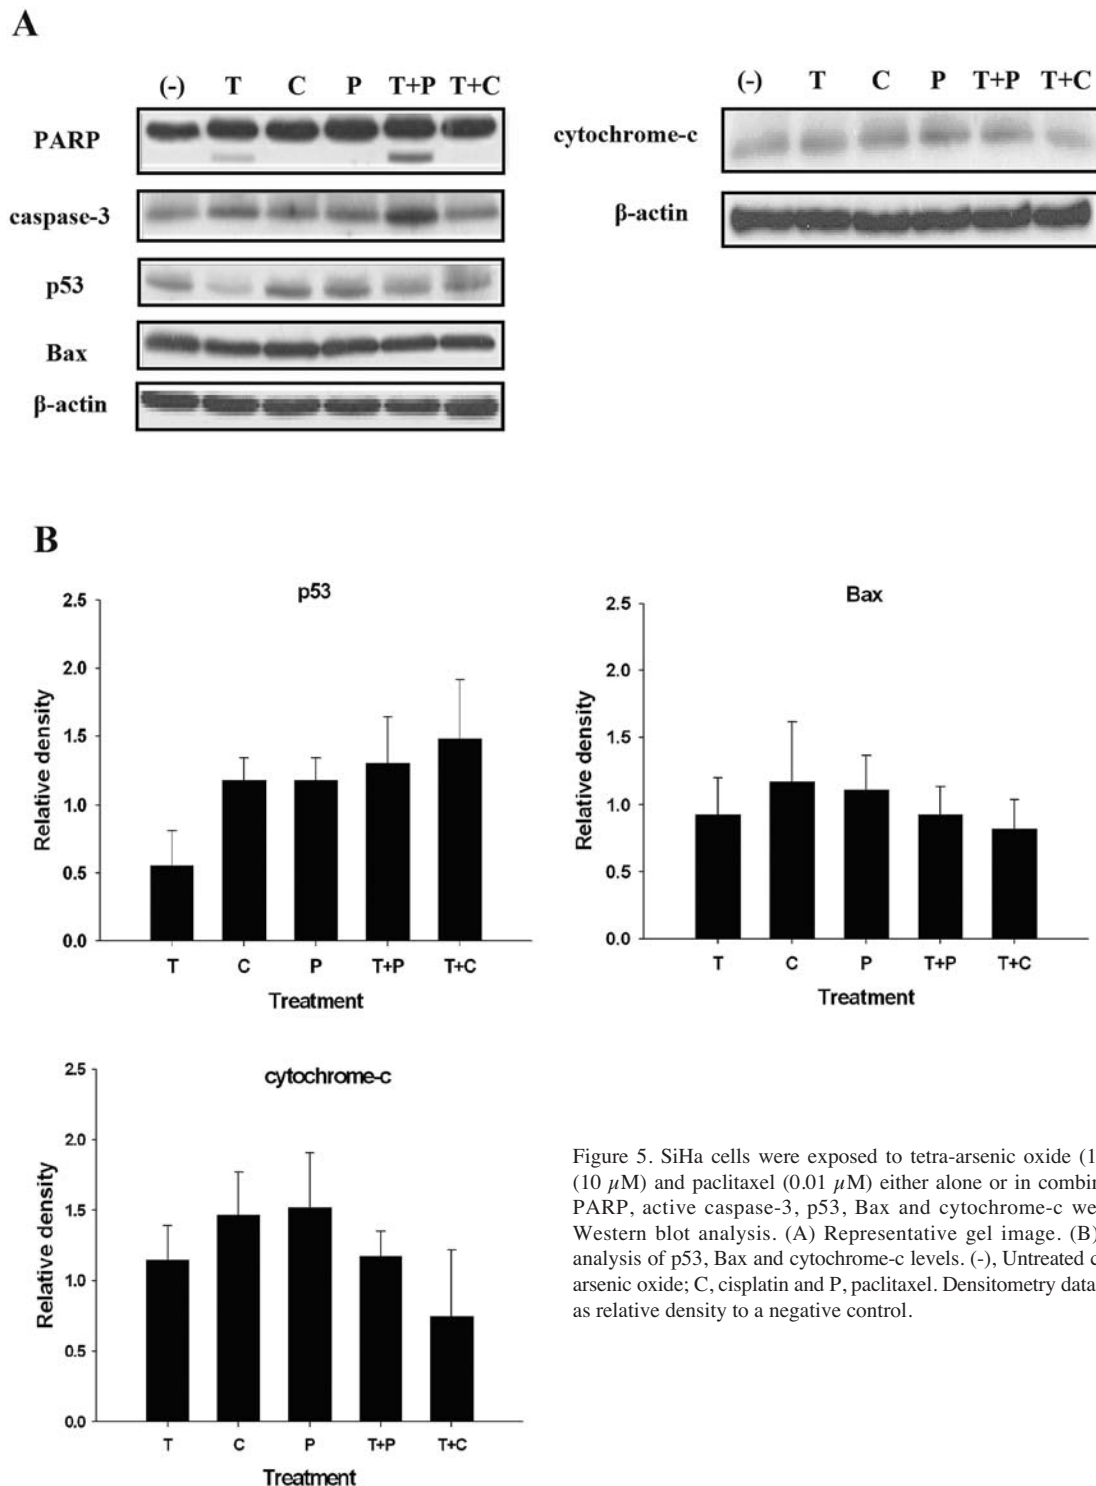 A
(-) T C P T+P T+C
PARP
caspase-3
p53
Bax
β-actin
(-) T C P T+P T+C
cytochrome-c
β-actin
B
p53
2.5
2.0
1.5
1.0
0.5
0.0
Relative density
T C P T+P T+C
Treatment
Bax
2.5
2.0
1.5
1.0
0.5
0.0
Relative density
T C P T+P T+C
Treatment
cytochrome-c
2.5
2.0
1.5
1.0
0.5
0.0
Relative density
T C P T+P T+C
Treatment
Figure 5. SiHa cells were exposed to tetra-arsenic oxide (1
(10 µM) and paclitaxel (0.01 µM) either alone or in combin
PARP, active caspase-3, p53, Bax and cytochrome-c we
Western blot analysis. (A) Representative gel image. (B)
analysis of p53, Bax and cytochrome-c levels. (-), Untreated c
arsenic oxide; C, cisplatin and P, paclitaxel. Densitometry data
as relative density to a negative control.